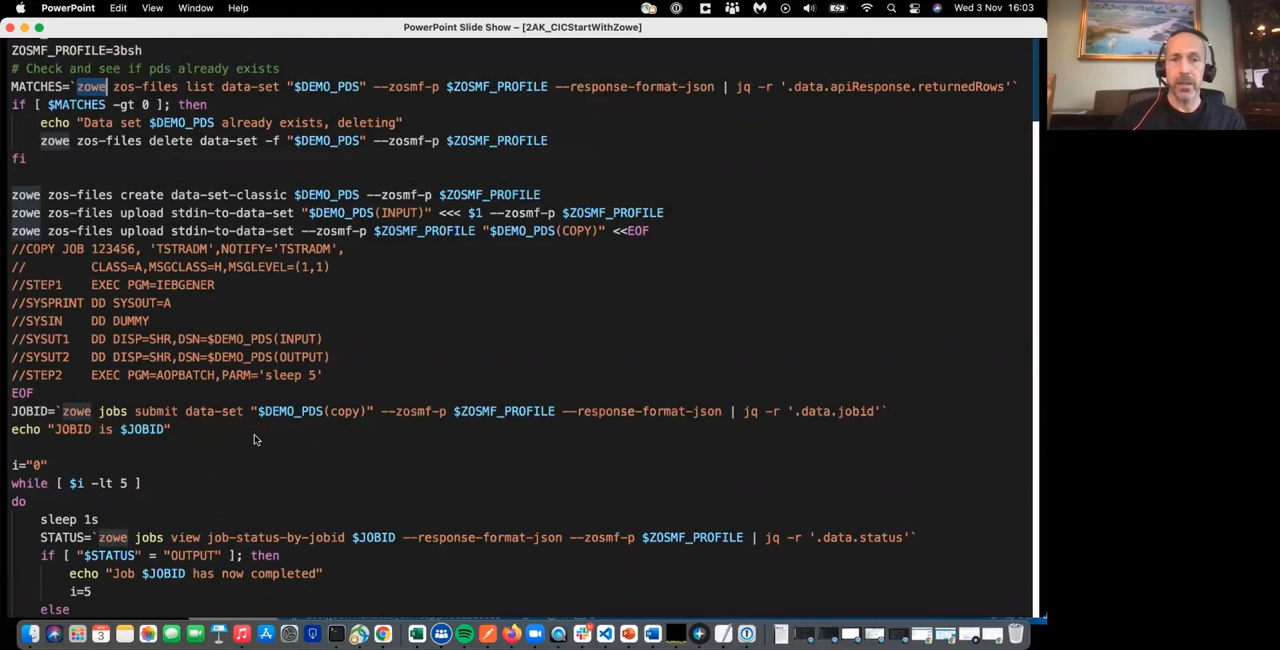 PowerPoint File Edit View Insert Window Help Wed 3 Nov 16:03
PowerPoint Slide Show - [2AK_CICStartWithZowe]
ZOSMF_PROFILE=3bsh
# Check and see if pds already exists
MATCHES=`zowe zos-files list data-set "$DEMO_PDS" --zosmf-p $ZOSMF_PROFILE --response-format-json | jq -r '.data.apiResponse.returnedRows'`
if [ $MATCHES -gt 0 ]; then
echo "Data set $DEMO_PDS already exists, deleting"
zowe zos-files delete data-set -f "$DEMO_PDS" --zosmf-p $ZOSMF_PROFILE
fi
zowe zos-files create data-set-classic $DEMO_PDS --zosmf-p $ZOSMF_PROFILE
zowe zos-files upload stdin-to-data-set "$DEMO_PDS(INPUT)" <<< $1 --zosmf-p $ZOSMF_PROFILE
zowe zos-files upload stdin-to-data-set --zosmf-p $ZOSMF_PROFILE "$DEMO_PDS(COPY)" <<EOF
//COPY JOB 123456, 'TSTRADM',NOTIFY='TSTRADM',
// CLASS=A,MSGCLASS=H,MSGLEVEL=(1,1)
//STEP1 EXEC PGM=IEBGENER
//SYSPRINT DD SYSOUT=A
//SYSIN DD DUMMY
//SYSUT1 DD DISP=SHR,DSN=$DEMO_PDS(INPUT)
//SYSUT2 DD DISP=SHR,DSN=$DEMO_PDS(OUTPUT)
//STEP2 EXEC PGM=AOPBATCH,PARM='sleep 5'
EOF
JOBID=`zowe jobs submit data-set "$DEMO_PDS(copy)" --zosmf-p $ZOSMF_PROFILE --response-format-json | jq -r '.data.jobid'`
echo "JOBID is $JOBID"
i="0"
while [ $i -lt 5 ]
do
sleep 1s
STATUS=`zowe jobs view job-status-by-jobid $JOBID --response-format-json --zosmf-p $ZOSMF_PROFILE | jq -r '.data.status'`
if [ "$STATUS" = "OUTPUT" ]; then
echo "Job $JOBID has now completed"
i=5
else